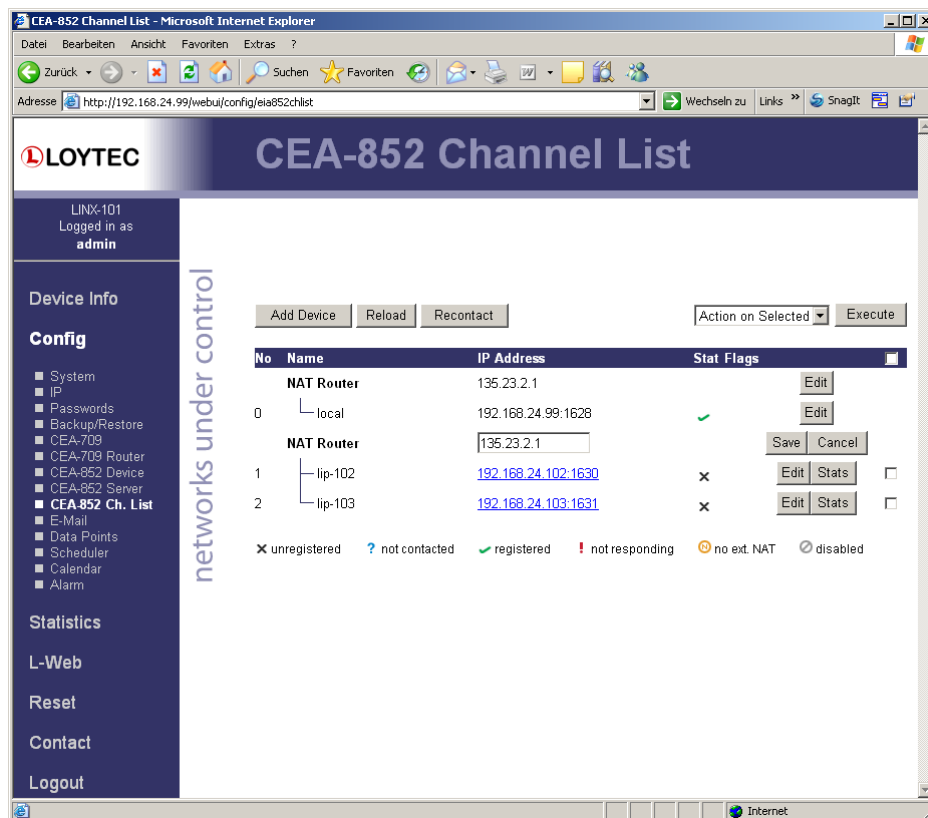 CEA-852 Channel List - Microsoft Internet Explorer
Datei Bearbeiten Ansicht Favoriten Extras ?
Zurück Suchen Favoriten
Adresse http://192.168.24.99/webui/config/eia852chlist Wechseln zu Links » SnagIt
LOYTEC
CEA-852 Channel List
LINX-101
Logged in as
admin
networks under control
Device Info
Config
System
IP
Passwords
Backup/Restore
CEA-709
CEA-709 Router
CEA-852 Device
CEA-852 Server
CEA-852 Ch. List
E-Mail
Data Points
Scheduler
Calendar
Alarm
Statistics
L-Web
Reset
Contact
Logout
Add Device Reload Recontact Action on Selected Execute
No Name IP Address Stat Flags
NAT Router 135.23.2.1 Edit
0 local 192.168.24.99:1628 Edit
NAT Router 135.23.2.1 Save Cancel
1 lip-102 192.168.24.102:1630 Edit Stats
2 lip-103 192.168.24.103:1631 Edit Stats
unregistered ? not contacted registered ! not responding N no ext. NAT disabled
Internet